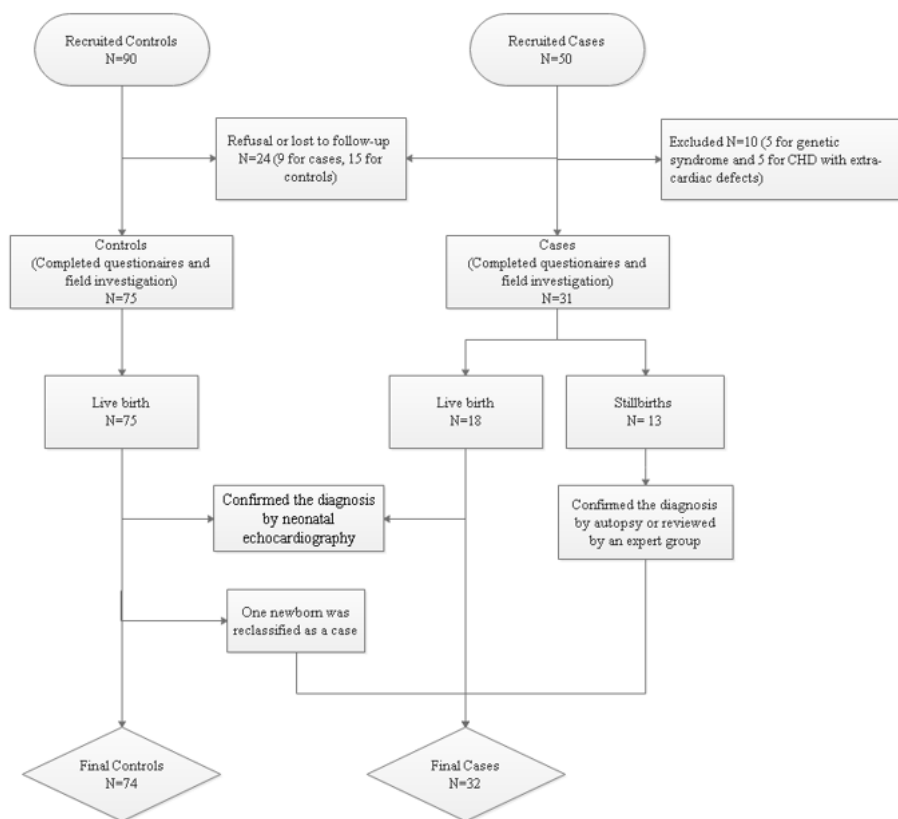 Recruited Controls
N=90
Recruited Cases
N=50
Refusal or lost to follow-up
N=24 (9 for cases, 15 for
controls)
Excluded N=10 (5 for genetic
syndrome and 5 for CHD with extra-
cardiac defects)
Controls
(Completed questionaires and
field investigation)
N=75
Cases
(Completed questionaires and
field investigation)
N=31
Live birth
N=75
Live birth
N=18
Stillbirths
N= 13
Confirmed the diagnosis
by neonatal
echocardiography
Confirmed the diagnosis
by autopsy or reviewed
by an expert group
One newborn was
reclassified as a case
Final Controls
N=74
Final Cases
N=32